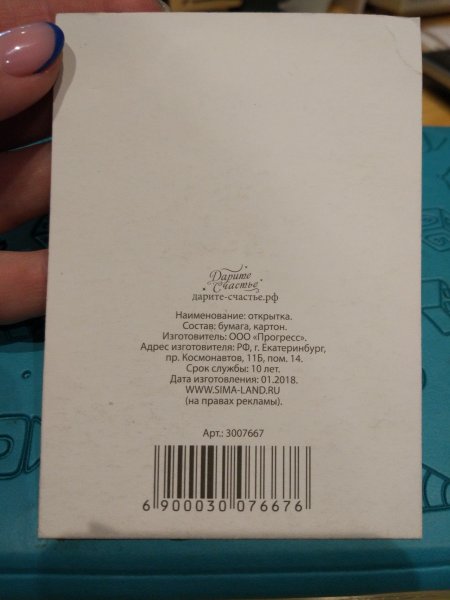 Дарите
Счастье
дарите-счастье.рф
Наименование: открытка.
Состав: бумага, картон.
Изготовитель: ООО «Прогресс».
Адрес изготовителя: РФ, г. Екатеринбург,
пр. Космонавтов, 11Б, пом. 14.
Срок службы: 10 лет.
Дата изготовления: 01.2018.
WWW.SIMA-LAND.RU
(на правах рекламы).
Арт.: 3007667
6 900030 076676